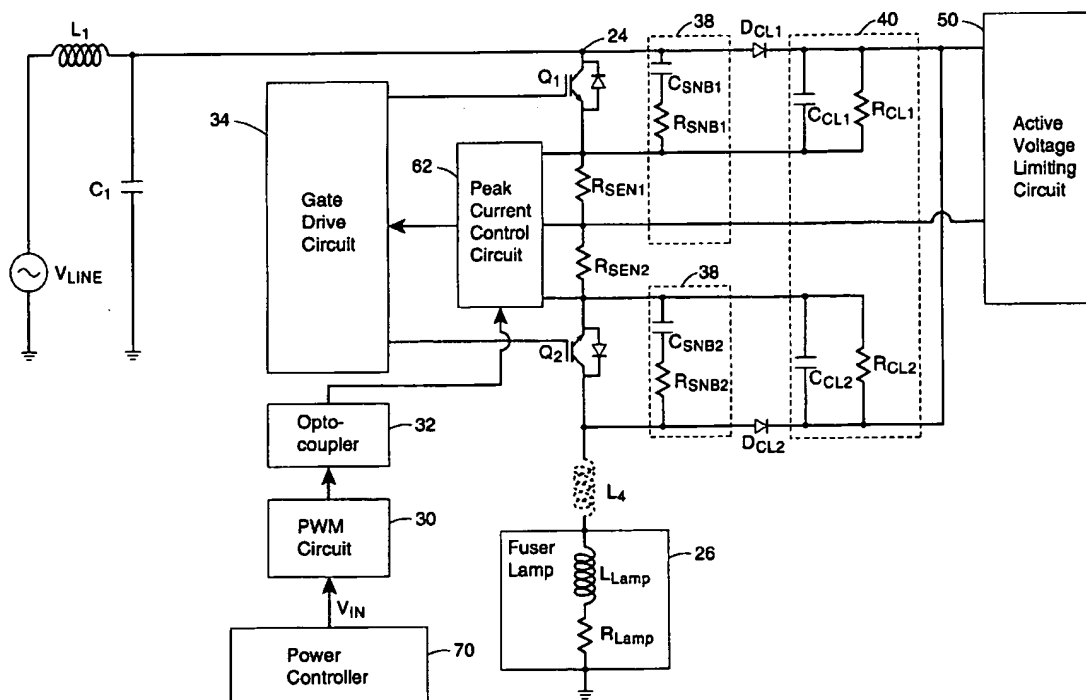 L1
38
DCL1
40
50
24
Q1
CSNB1
RSNB1
CCL1
RCL1
Active
Voltage
Limiting
Circuit
34
62
C1
Gate
Drive
Circuit
Peak
Current
Control
Circuit
RSEN1
RSEN2
VLINE
38
Q2
CSNB2
RSNB2
CCL2
RCL2
DCL2
Opto-
coupler
32
L4
PWM
Circuit
30
Fuser
Lamp
26
LLamp
RLamp
VIN
Power
Controller
70